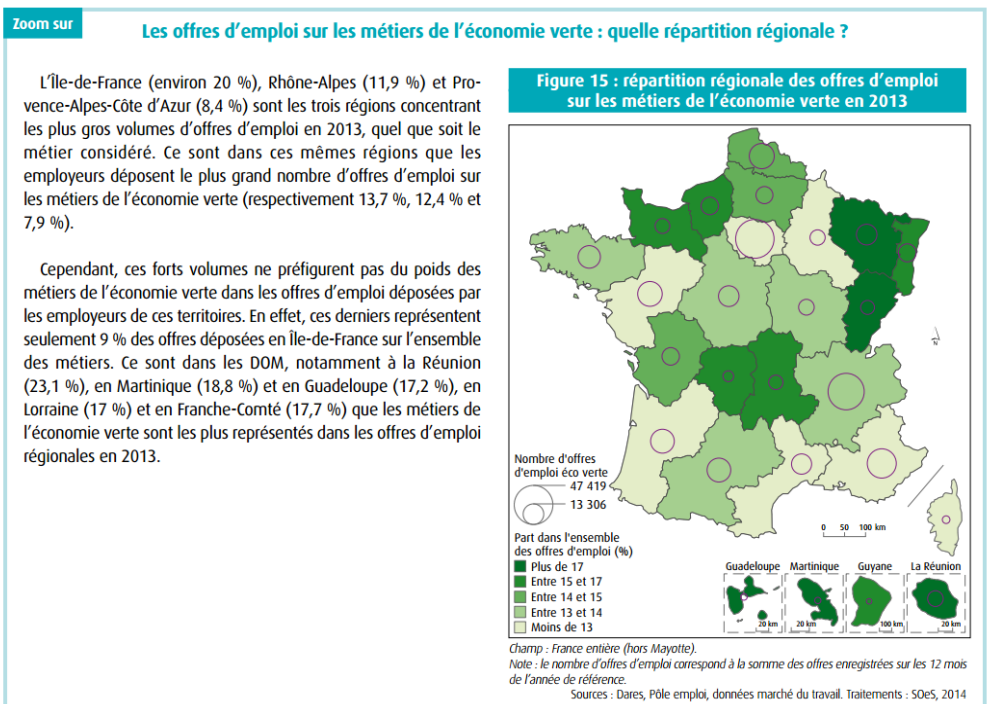 Zoom sur
Les offres d'emploi sur les métiers de l'économie verte : quelle répartition régionale ?
L'Île-de-France (environ 20 %), Rhône-Alpes (11,9 %) et Pro-
vence-Alpes-Côte d'Azur (8,4 %) sont les trois régions concentrant
les plus gros volumes d'offres d'emploi en 2013, quel que soit le
métier considéré. Ce sont dans ces mêmes régions que les
employeurs déposent le plus grand nombre d'offres d'emploi sur
les métiers de l'économie verte (respectivement 13,7 %, 12,4 % et
7,9 %).
Cependant, ces forts volumes ne préfigurent pas du poids des
métiers de l'économie verte dans les offres d'emploi déposées par
les employeurs de ces territoires. En effet, ces derniers représentent
seulement 9 % des offres déposées en Île-de-France sur l'ensemble
des métiers. Ce sont dans les DOM, notamment à la Réunion
(23,1 %), en Martinique (18,8 %) et en Guadeloupe (17,2 %), en
Lorraine (17 %) et en Franche-Comté (17,7 %) que les métiers de
l'économie verte sont les plus représentés dans les offres d'emploi
régionales en 2013.
Figure 15 : répartition régionale des offres d'emploi
sur les métiers de l'économie verte en 2013
Nombre d'offres
d'emploi éco verte
47 419
13 306
Part dans l'ensemble
des offres d'emploi (%)
Plus de 17
Entre 15 et 17
Entre 14 et 15
Entre 13 et 14
Moins de 13
N
0 50 100 km
Guadeloupe Martinique Guyane La Réunion
20 km 20 km 100 km 20 km
Champ : France entière (hors Mayotte).
Note : le nombre d'offres d'emploi correspond à la somme des offres enregistrées sur les 12 mois
de l'année de référence.
Sources : Dares, Pôle emploi, données marché du travail. Traitements : SOeS, 2014